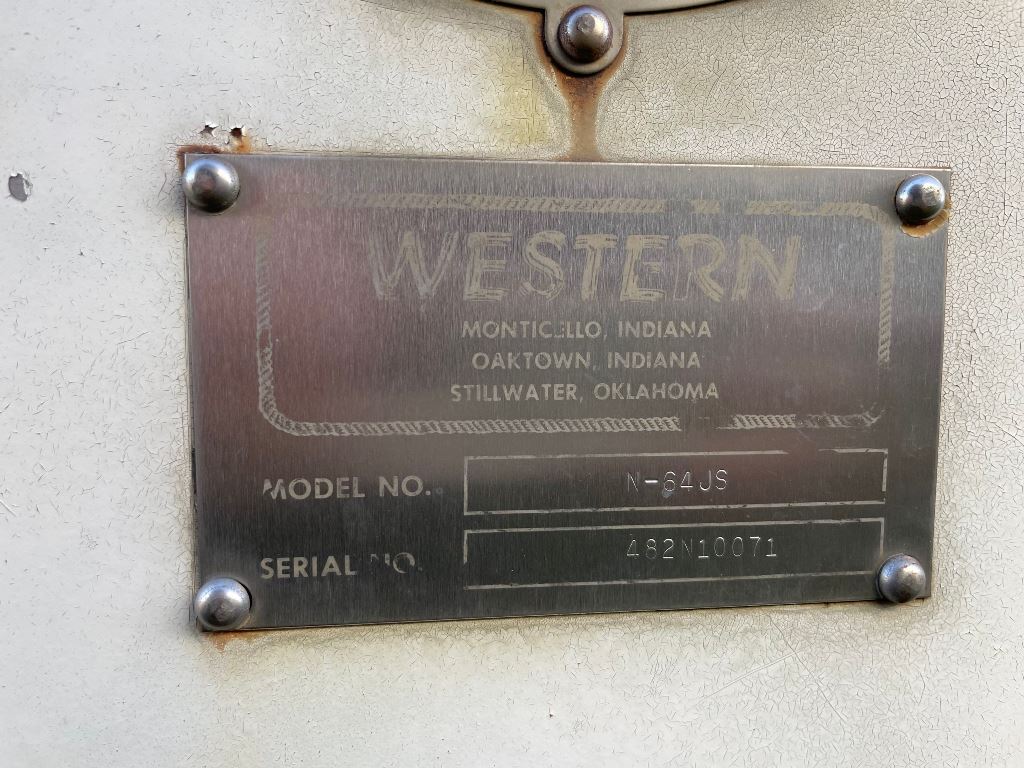 WESTERN
MONTICELLO, INDIANA
OAKTOWN, INDIANA
STILLWATER, OKLAHOMA
MODEL NO. N-64JS
SERIAL NO. 482N10071